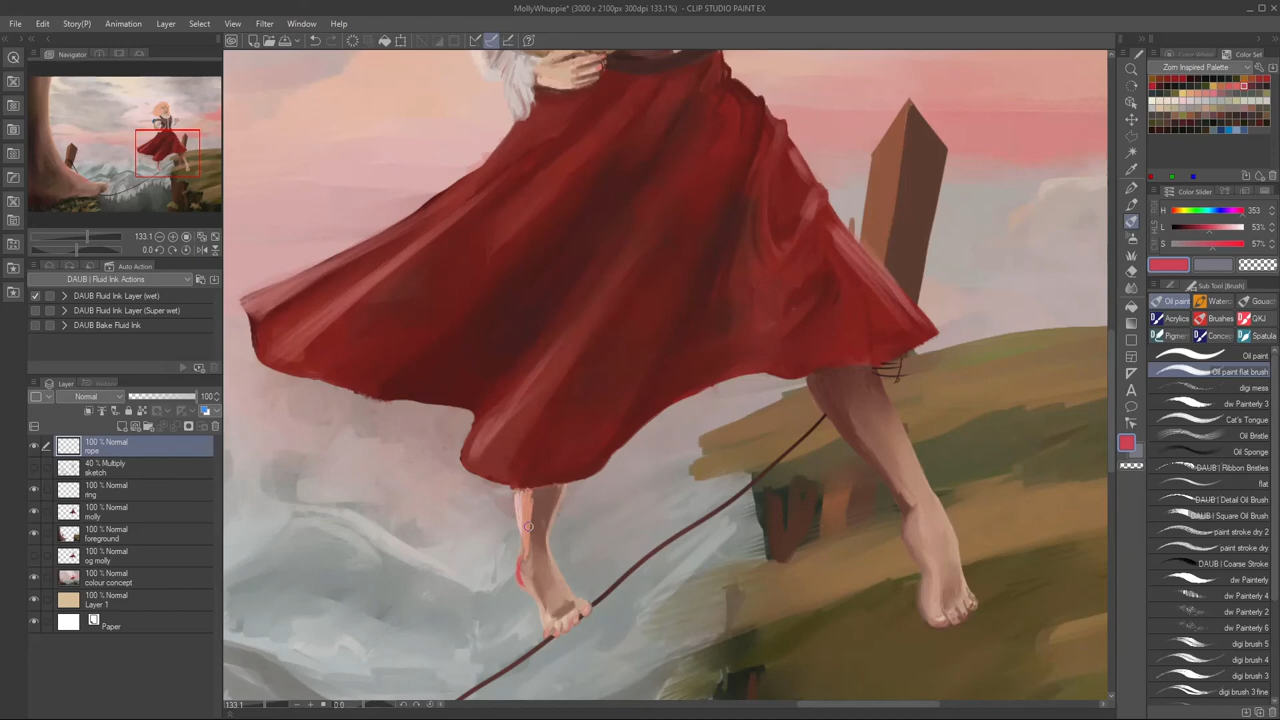 MollyWhuppie* (3000 x 2100px 300dpi 133.1%) - CLIP STUDIO PAINT EX
File Edit Story(P) Animation Layer Select View Filter Window Help
Navigator
133.1
0.0
Auto Action
DAUB | Fluid Ink Actions
DAUB Fluid Ink Layer (wet)
DAUB Fluid Ink Layer (Super wet)
DAUB Bake Fluid Ink
Layer
Normal 100
100 % Normal
rope
40 % Multiply
sketch
100 % Normal
ring
100 % Normal
molly
100 % Normal
foreground
100 % Normal
og molly
100 % Normal
colour concept
100 % Normal
Layer 1
Paper
133.1 0.0
Color Wheel Color Set
Zorn Inspired Palette
Color Slider
H 353
L 53%
S 57%
Sub Tool [Brush]
Oil paint Water Gouac
Acrylics Brushes QKJ
Pigmer Concep Spatula
Oil paint
Oil paint flat brush
digi mess
dw Painterly 3
Cat's Tongue
Oil Bristle
Oil Sponge
DAUB | Ribbon Bristles
flat
DAUB | Detail Oil Brush
DAUB | Square Oil Brush
paint stroke dry 2
paint stroke dry
DAUB | Coarse Stroke
dw Painterly
dw Painterly 4
dw Painterly 2
dw Painterly 6
digi brush 5
digi brush 4
digi brush 3
digi brush 3 fine